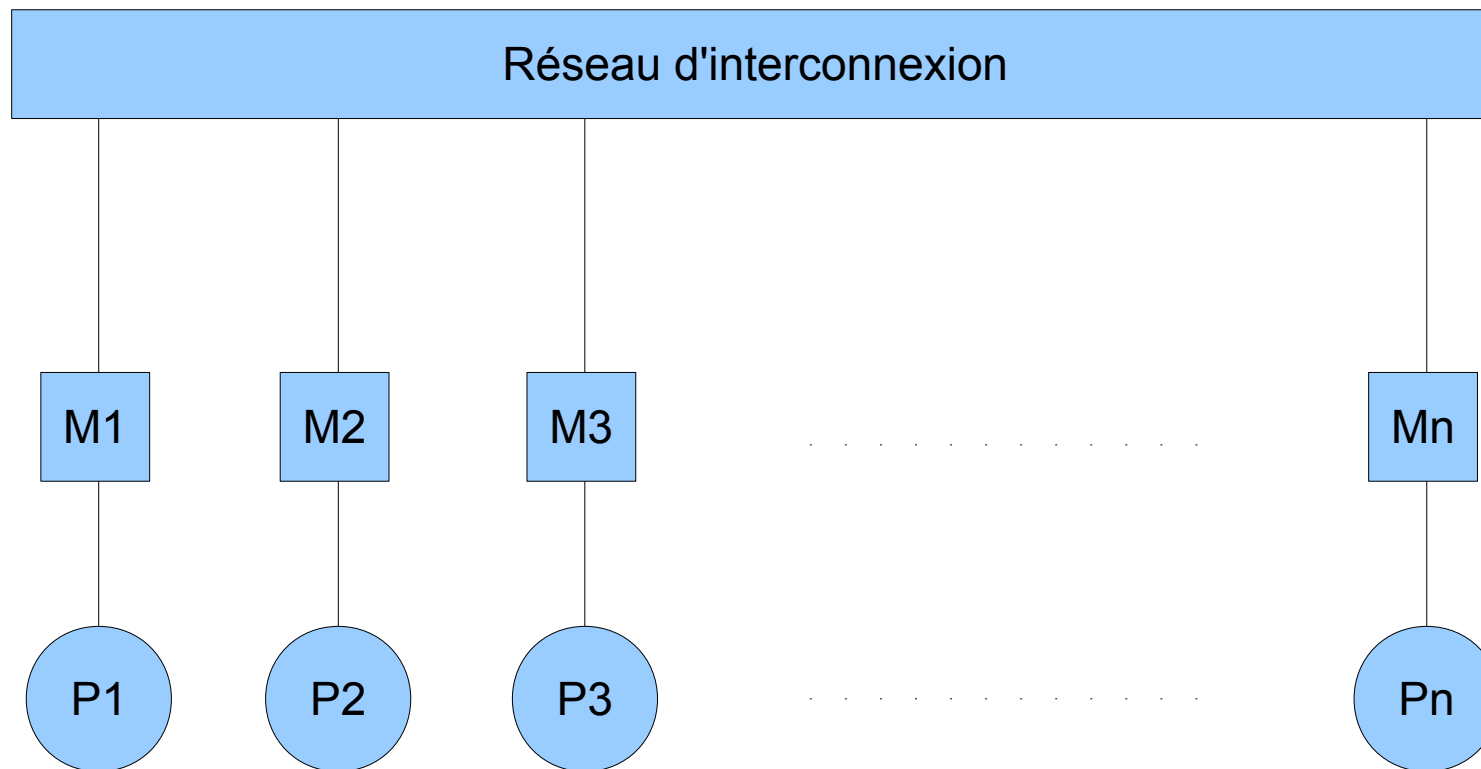 Réseau d'interconnexion
M1 M2 M3 . . . . . . . . . . . . Mn
P1 P2 P3 . . . . . . . . . . . . Pn